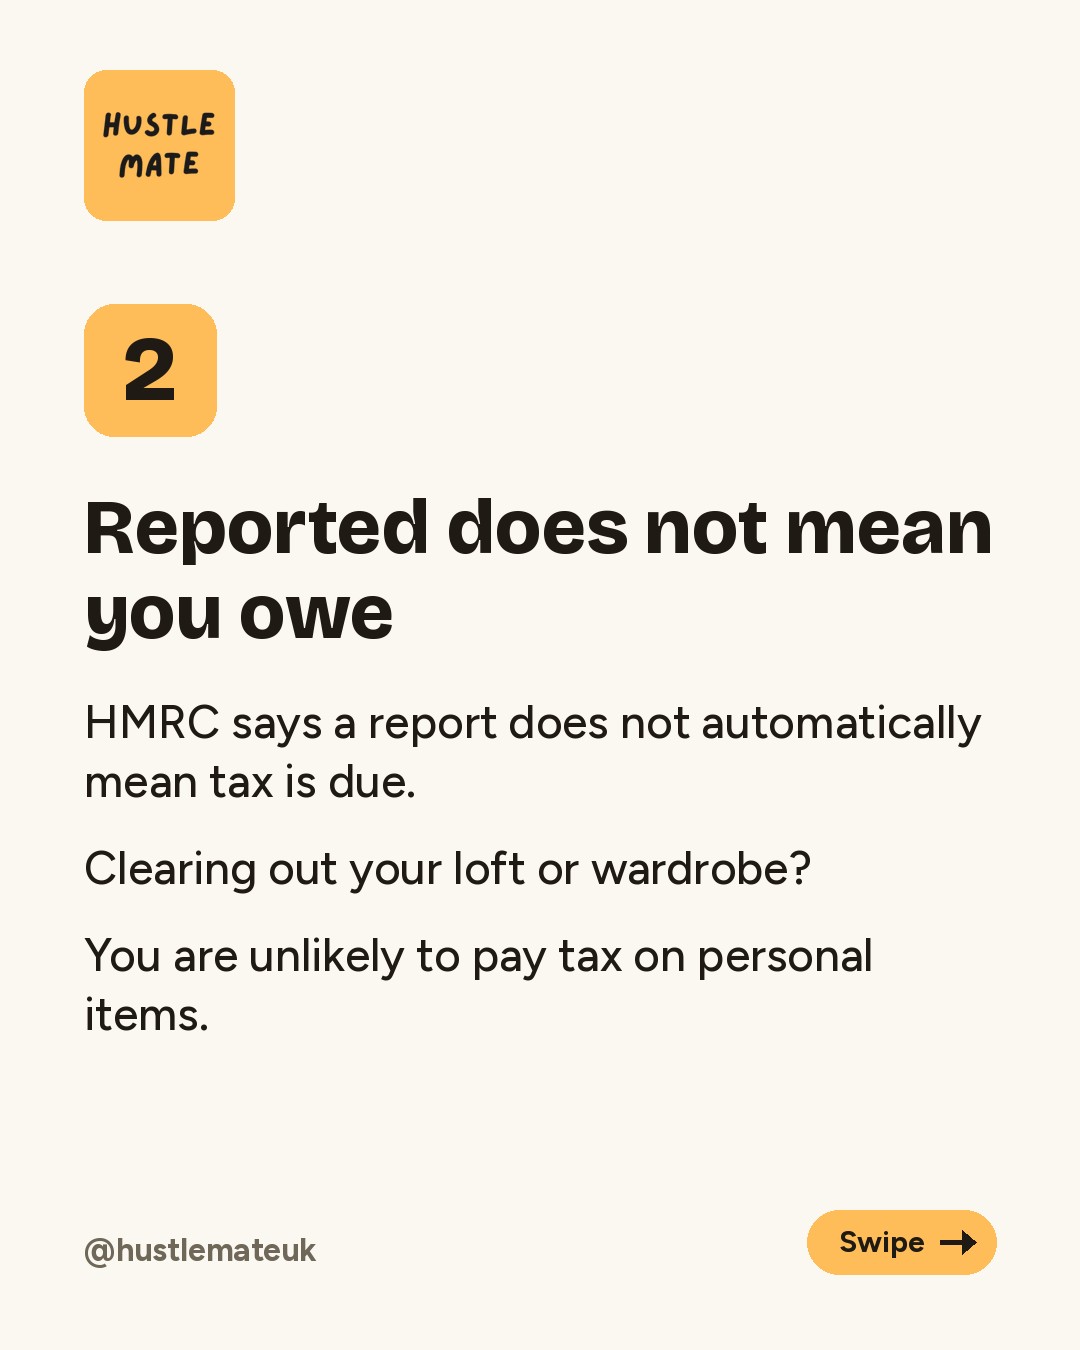 HUSTLE
MATE
2
Reported does not mean
you owe
HMRC says a report does not automatically
mean tax is due.
Clearing out your loft or wardrobe?
You are unlikely to pay tax on personal
items.
@hustlemateuk
Swipe